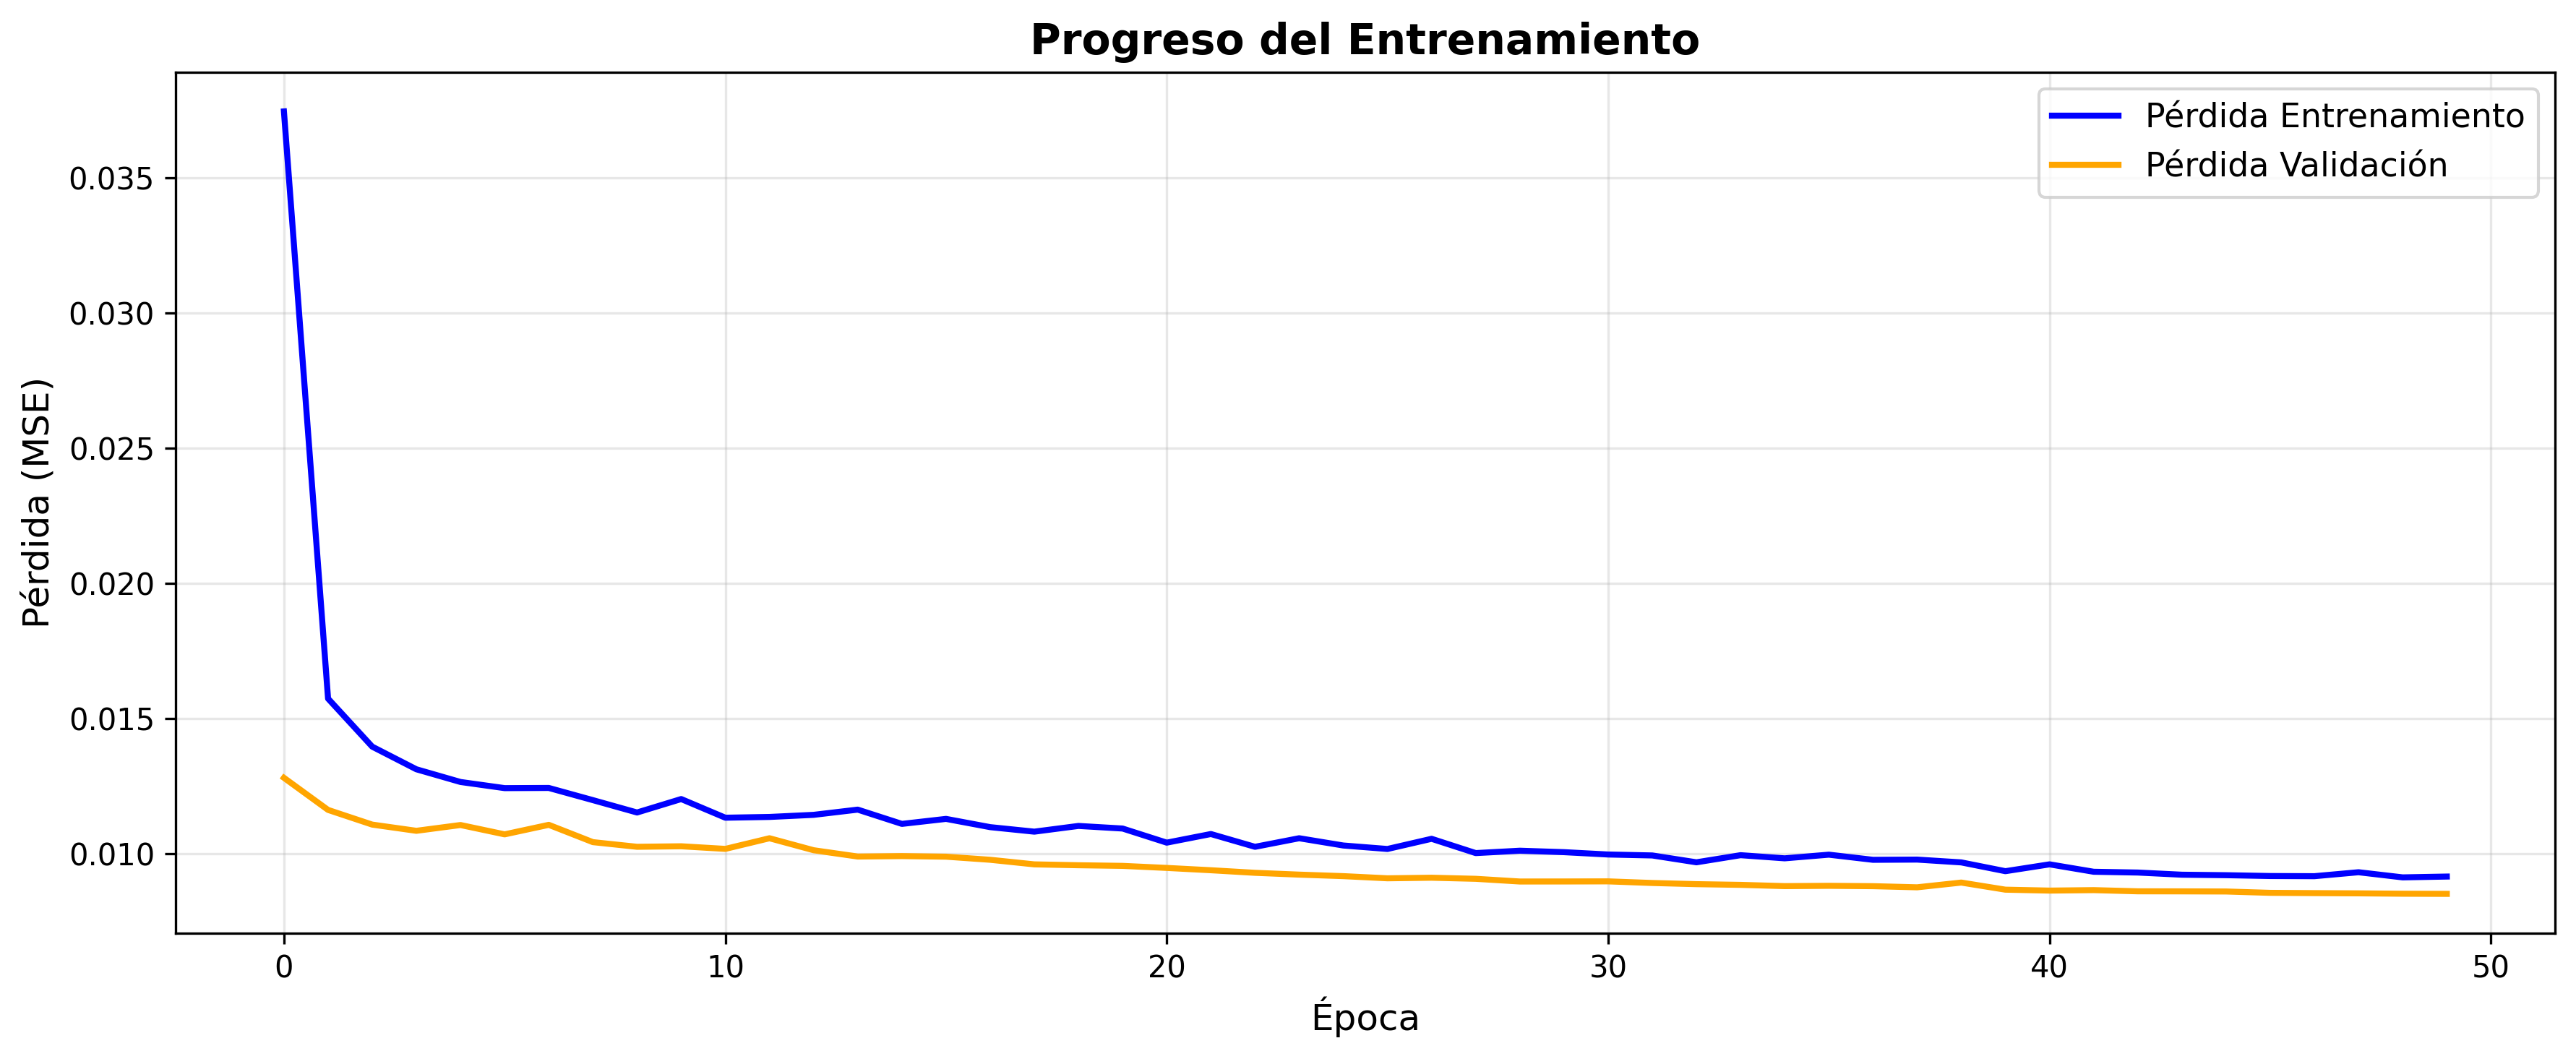 Progreso del Entrenamiento
Pérdida Entrenamiento
Pérdida Validación
Pérdida (MSE)
0.035
0.030
0.025
0.020
0.015
0.010
0 10 20 30 40 50
Época